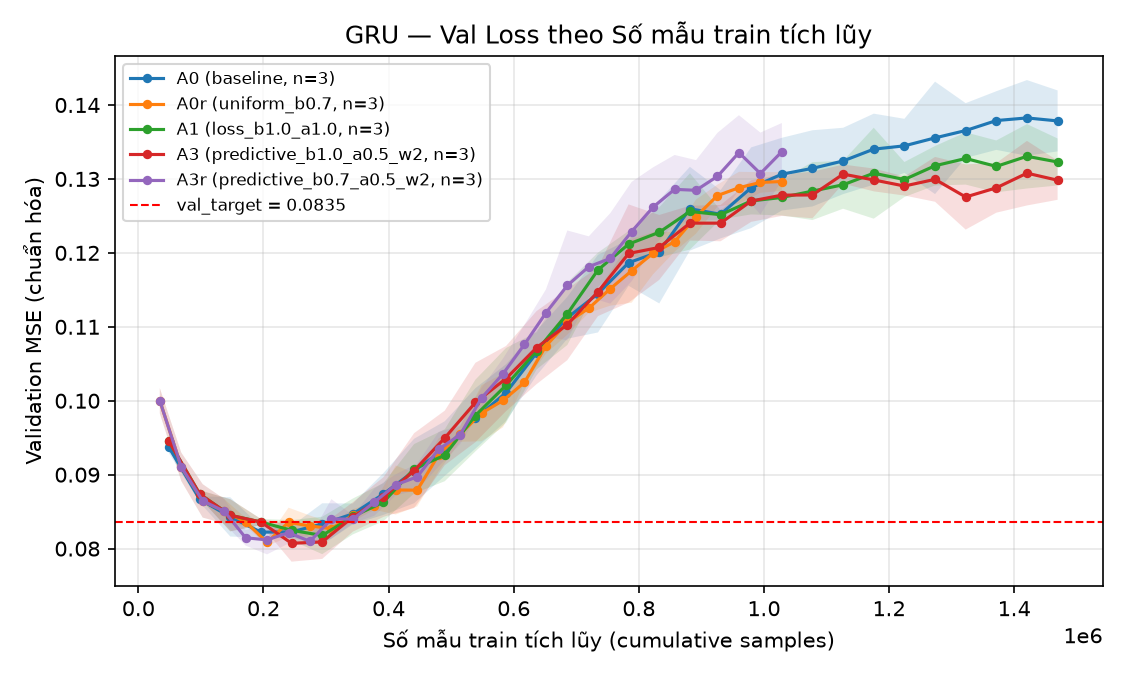 GRU — Val Loss theo Số mẫu train tích lũy
A0 (baseline, n=3)
A0r (uniform_b0.7, n=3)
A1 (loss_b1.0_a1.0, n=3)
A3 (predictive_b1.0_a0.5_w2, n=3)
A3r (predictive_b0.7_a0.5_w2, n=3)
val_target = 0.0835
Validation MSE (chuẩn hóa)
0.14
0.13
0.12
0.11
0.10
0.09
0.08
0.0 0.2 0.4 0.6 0.8 1.0 1.2 1.4
1e6
Số mẫu train tích lũy (cumulative samples)